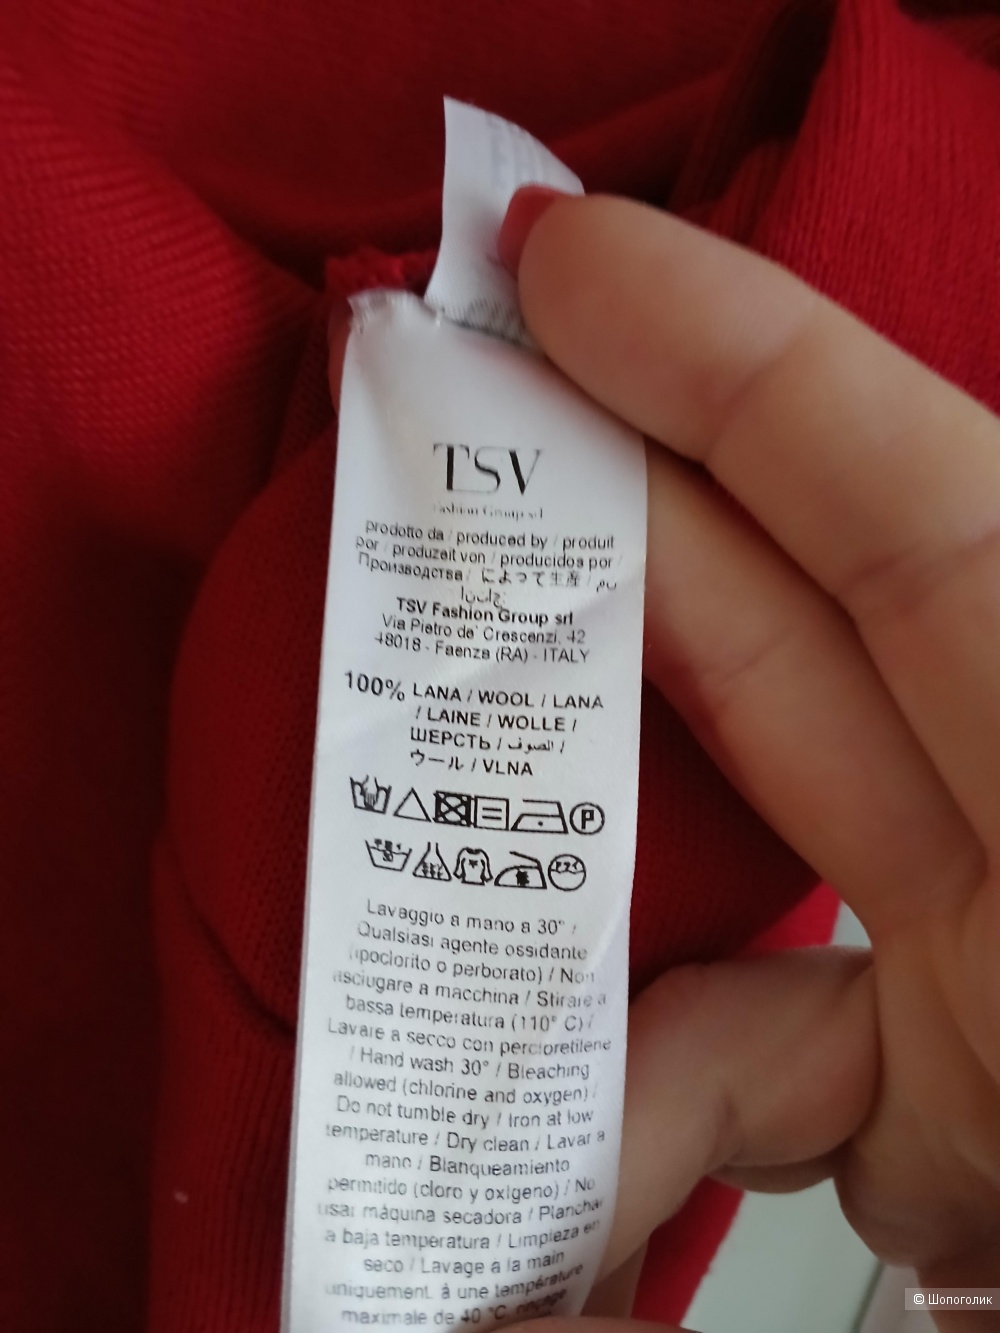 TSV
Fashion Group srl
prodotto da / produced by / produit
por / produzeit von / producidos por /
Производства / によって生産 / من
إنتاج:
TSV Fashion Group srl
Via Pietro de' Crescenzi, 42
48018 - Faenza (RA) - ITALY
100% LANA / WOOL / LANA
/ LAINE / WOLLE /
ШЕРСТЬ / الصوف /
ウール / VLNA
P
30
Lavaggio a mano a 30° /
Qualsiasi agente ossidante
(ipoclorito o perborato) / Non
asciugare a macchina / Stirare a
bassa temperatura (110° C) /
Lavare a secco con percloretilene
/ Hand wash 30° / Bleaching
allowed (chlorine and oxygen) /
Do not tumble dry / Iron at low
temperature / Dry clean / Lavar a
mano / Blanqueamiento
permitido (cloro y oxigeno) / No
usar máquina secadora / Planchar
a baja temperatura / Limpieza en
seco / Lavage á la main
uniquement, á une température
maximale de 40 °C,
© Шопоголик